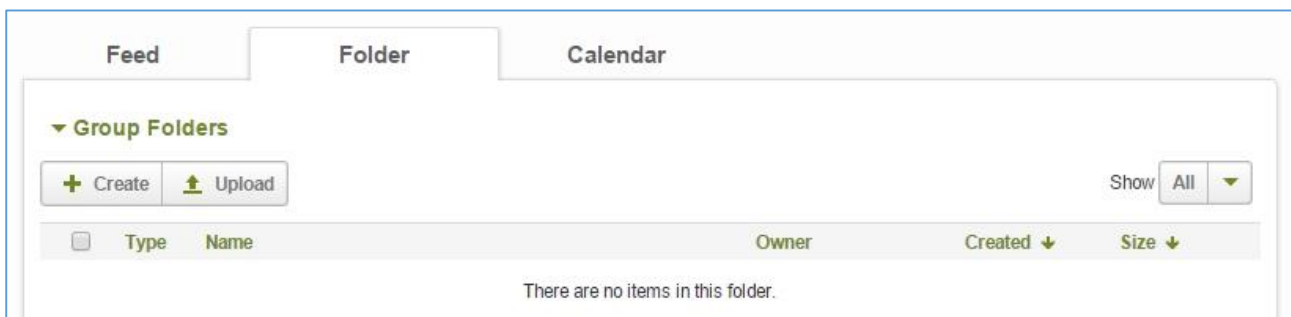 Feed Folder Calendar
Group Folders
Create Upload Show All
Type Name Owner Created Size
There are no items in this folder.